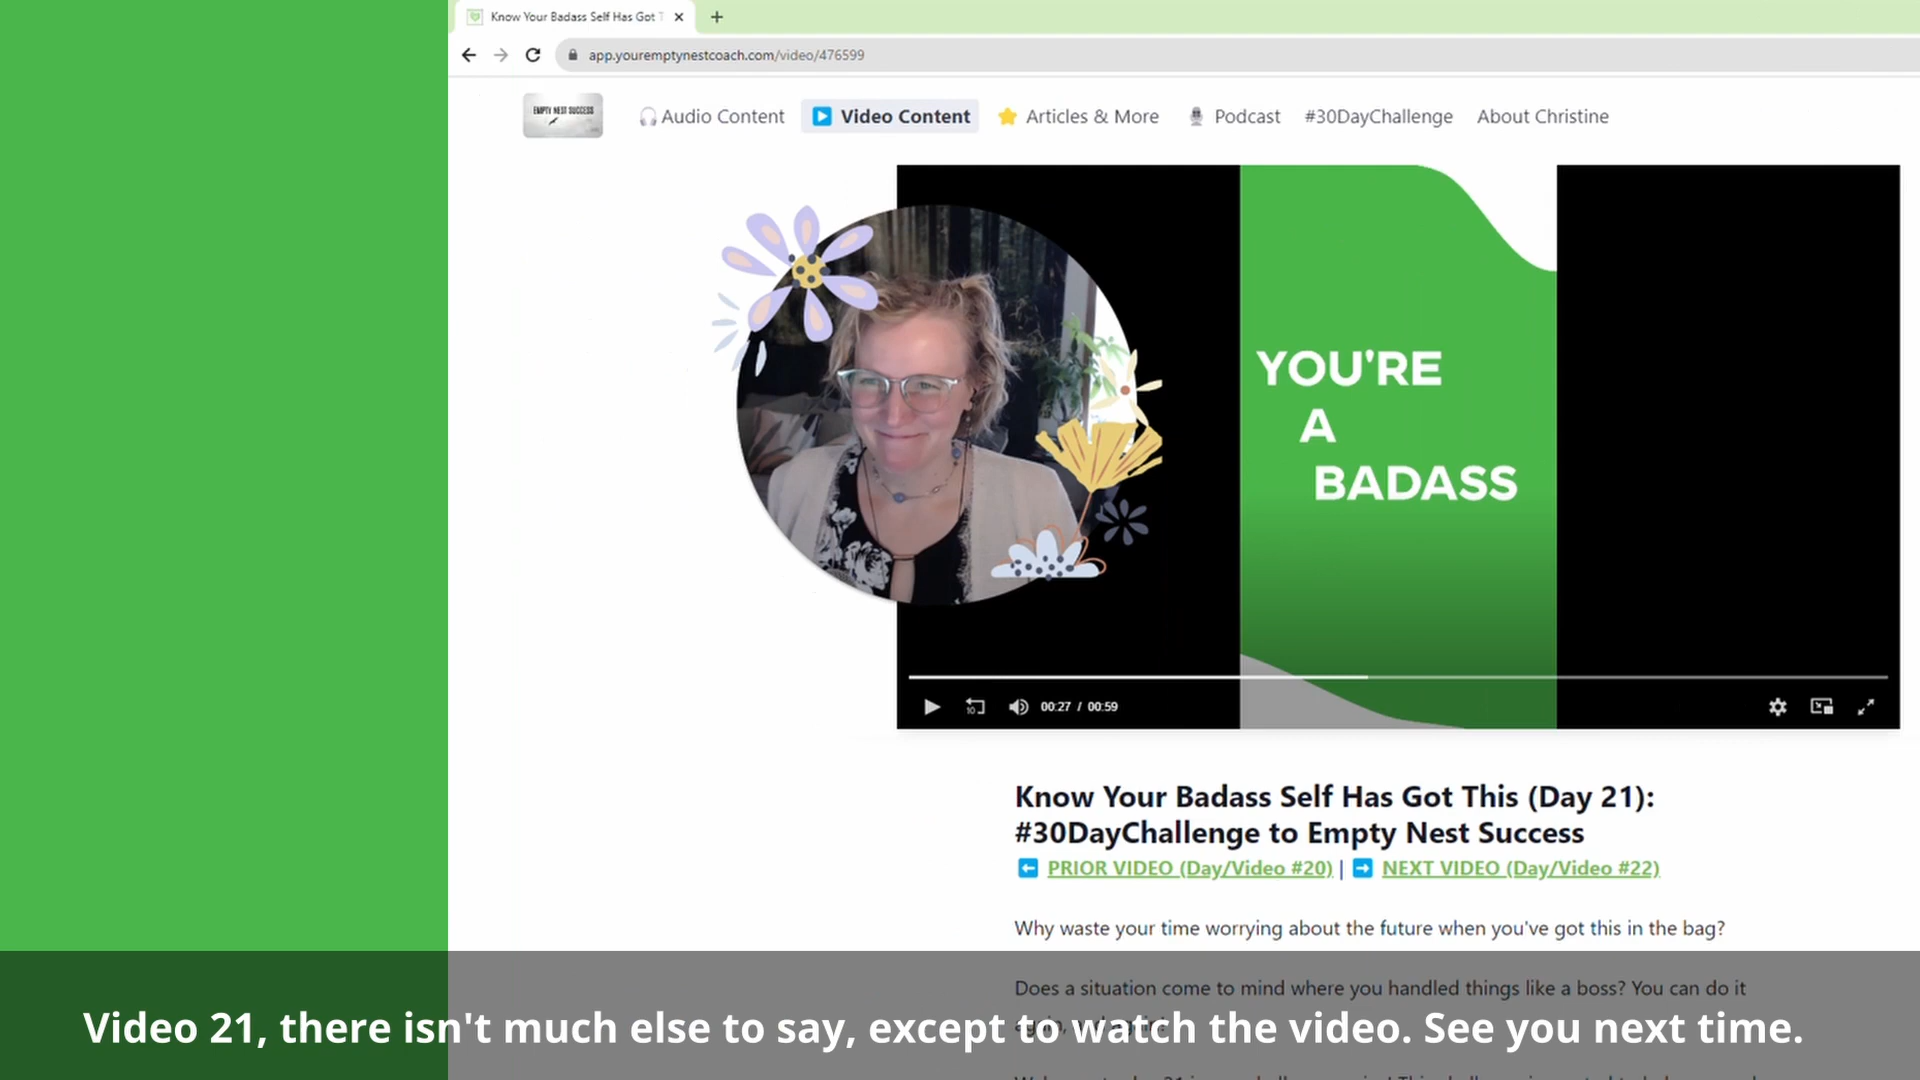 Know Your Badass Self Has Got T
app.youremptynestcoach.com/video/476599
EMPTY NEST SUCCESS
Audio Content
Video Content
Articles & More
Podcast
#30DayChallenge
About Christine
YOU'RE
A
BADASS
10
00:27 / 00:59
Know Your Badass Self Has Got This (Day 21):
#30DayChallenge to Empty Nest Success
PRIOR VIDEO (Day/Video #20) | NEXT VIDEO (Day/Video #22)
Why waste your time worrying about the future when you've got this in the bag?
Does a situation come to mind where you handled things like a boss? You can do it
Video 21, there isn't much else to say, except to watch the video. See you next time.